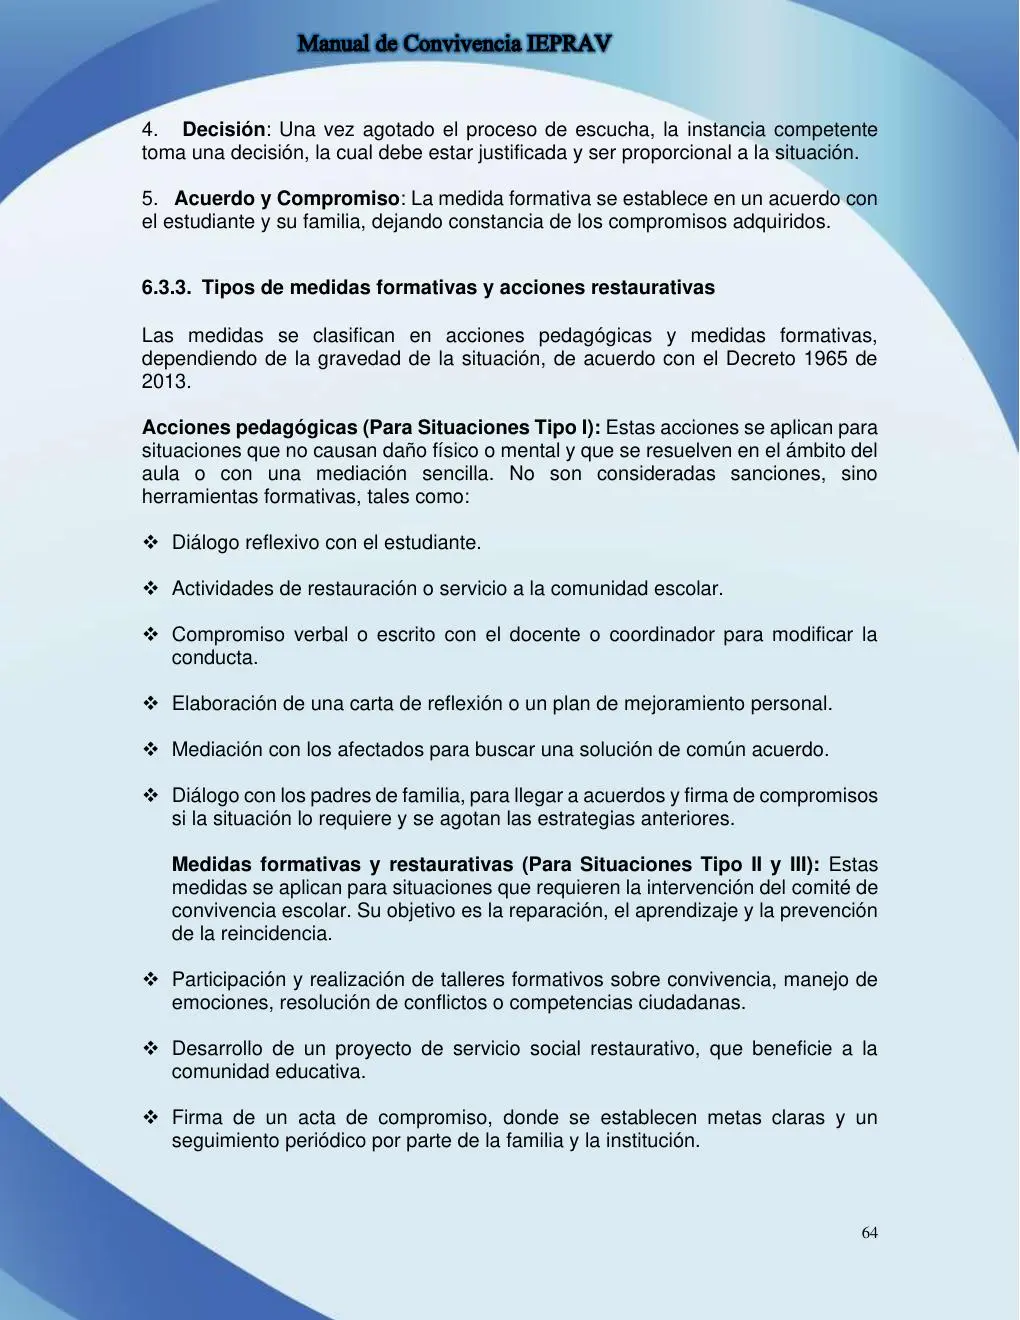 Manual de Convivencia IEPRAV
4. Decisión: Una vez agotado el proceso de escucha, la instancia competente
toma una decisión, la cual debe estar justificada y ser proporcional a la situación.
5. Acuerdo y Compromiso: La medida formativa se establece en un acuerdo con
el estudiante y su familia, dejando constancia de los compromisos adquiridos.
6.3.3. Tipos de medidas formativas y acciones restaurativas
Las medidas se clasifican en acciones pedagógicas y medidas formativas,
dependiendo de la gravedad de la situación, de acuerdo con el Decreto 1965 de
2013.
Acciones pedagógicas (Para Situaciones Tipo I): Estas acciones se aplican para
situaciones que no causan daño físico o mental y que se resuelven en el ámbito del
aula o con una mediación sencilla. No son consideradas sanciones, sino
herramientas formativas, tales como:
❖ Diálogo reflexivo con el estudiante.
❖ Actividades de restauración o servicio a la comunidad escolar.
❖ Compromiso verbal o escrito con el docente o coordinador para modificar la
conducta.
❖ Elaboración de una carta de reflexión o un plan de mejoramiento personal.
❖ Mediación con los afectados para buscar una solución de común acuerdo.
❖ Diálogo con los padres de familia, para llegar a acuerdos y firma de compromisos
si la situación lo requiere y se agotan las estrategias anteriores.
Medidas formativas y restaurativas (Para Situaciones Tipo II y III): Estas
medidas se aplican para situaciones que requieren la intervención del comité de
convivencia escolar. Su objetivo es la reparación, el aprendizaje y la prevención
de la reincidencia.
❖ Participación y realización de talleres formativos sobre convivencia, manejo de
emociones, resolución de conflictos o competencias ciudadanas.
❖ Desarrollo de un proyecto de servicio social restaurativo, que beneficie a la
comunidad educativa.
❖ Firma de un acta de compromiso, donde se establecen metas claras y un
seguimiento periódico por parte de la familia y la institución.
64